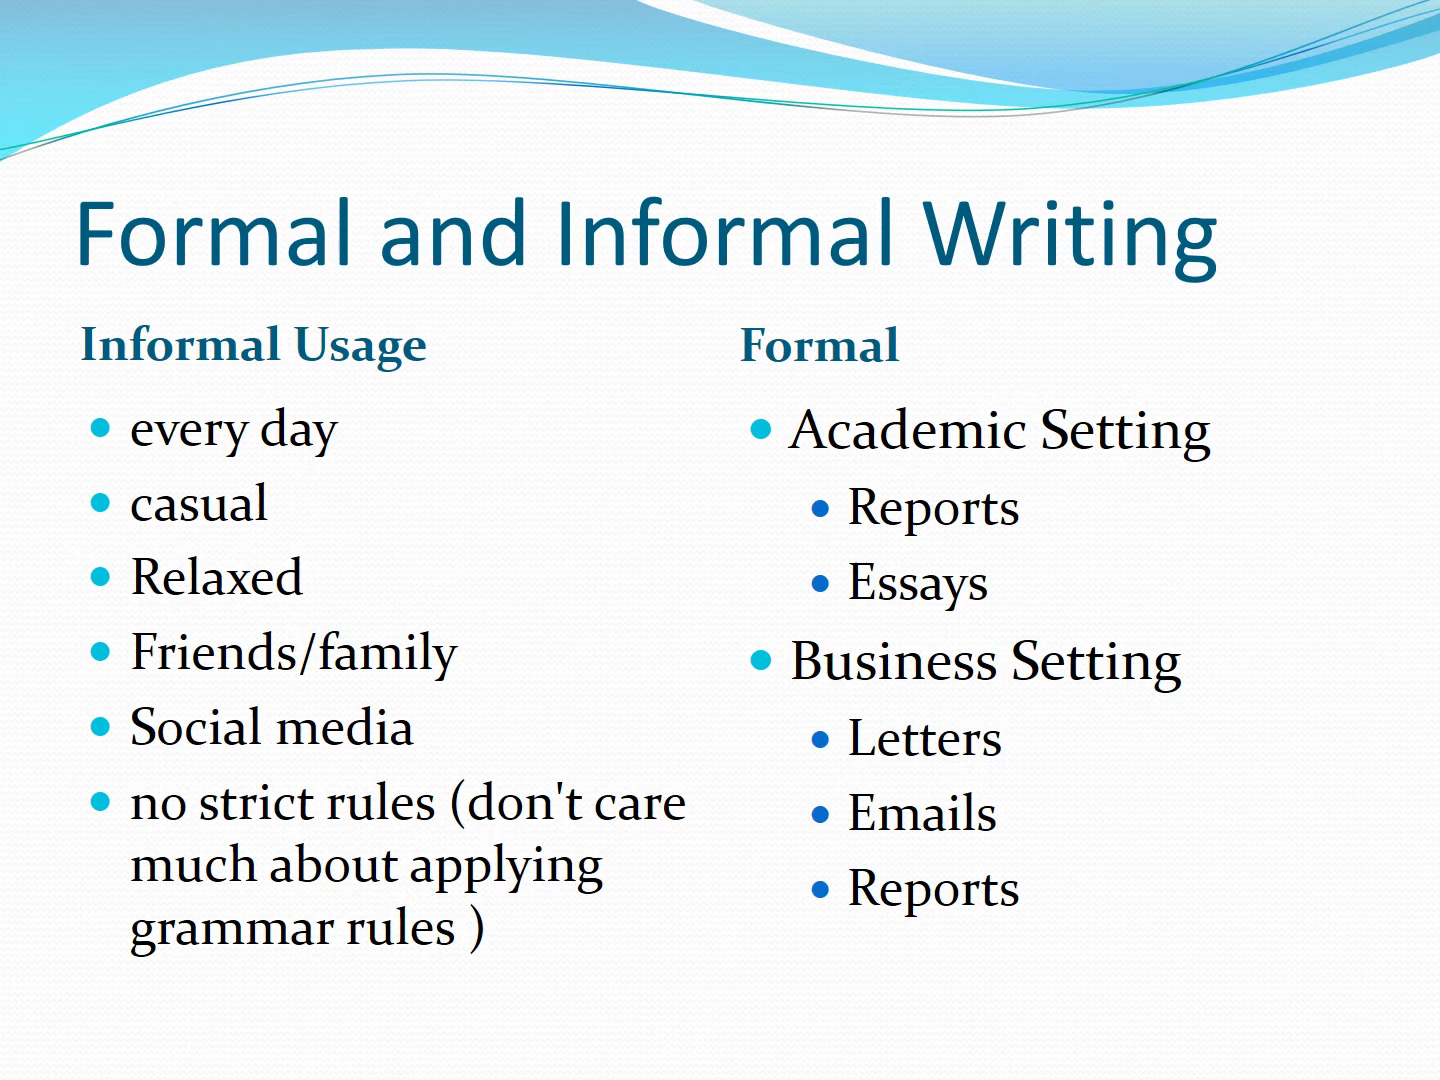 Formal and Informal Writing
Informal Usage
every day
casual
Relaxed
Friends/family
Social media
no strict rules (don't care
much about applying
grammar rules )
Formal
Academic Setting
Reports
Essays
Business Setting
Letters
Emails
Reports